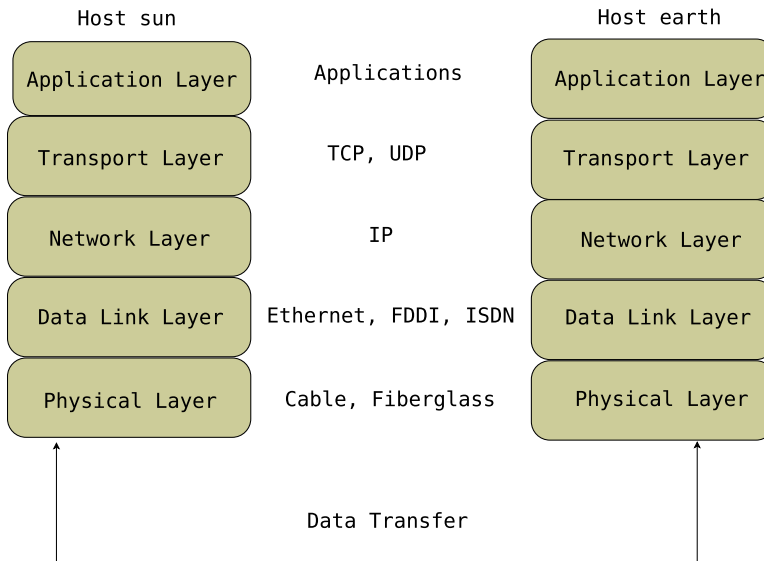 Host sun
Host earth
Application Layer
Applications
Application Layer
Transport Layer
TCP, UDP
Transport Layer
Network Layer
IP
Network Layer
Data Link Layer
Ethernet, FDDI, ISDN
Data Link Layer
Physical Layer
Cable, Fiberglass
Physical Layer
Data Transfer